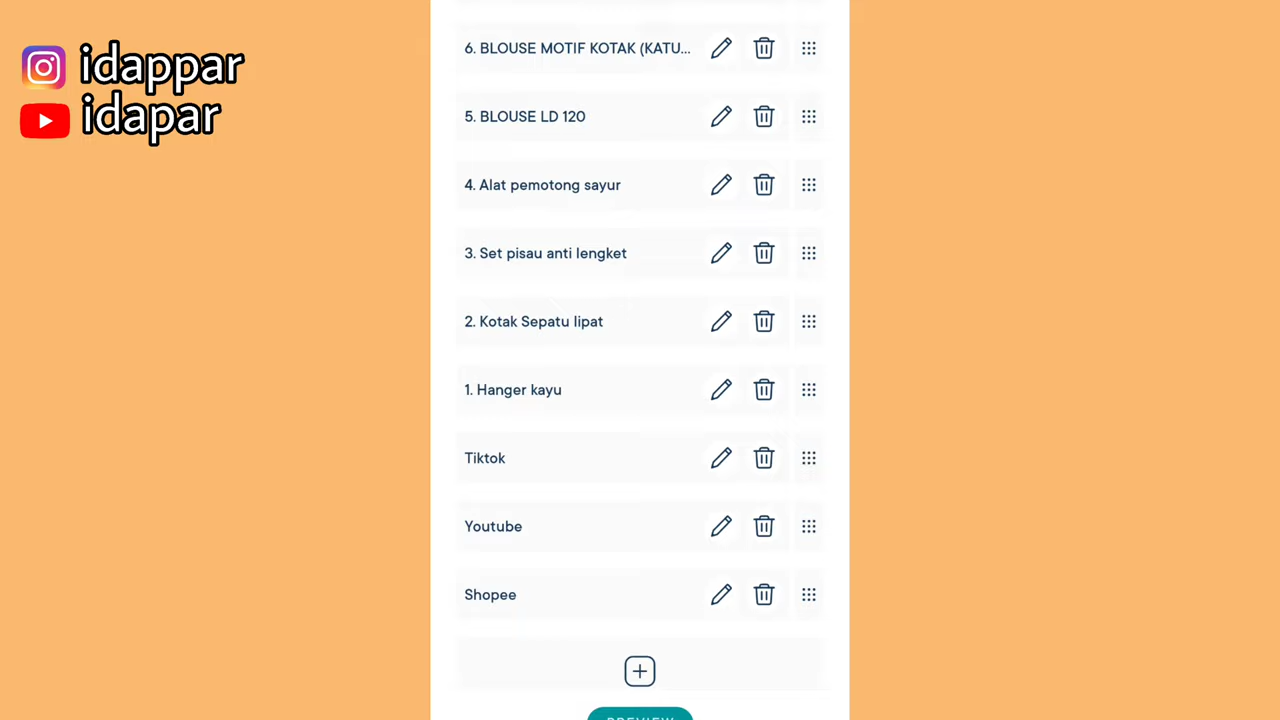 idappar
idapar
6. BLOUSE MOTIF KOTAK (KATU...
5. BLOUSE LD 120
4. Alat pemotong sayur
3. Set pisau anti lengket
2. Kotak Sepatu lipat
1. Hanger kayu
Tiktok
Youtube
Shopee
PREVIEW